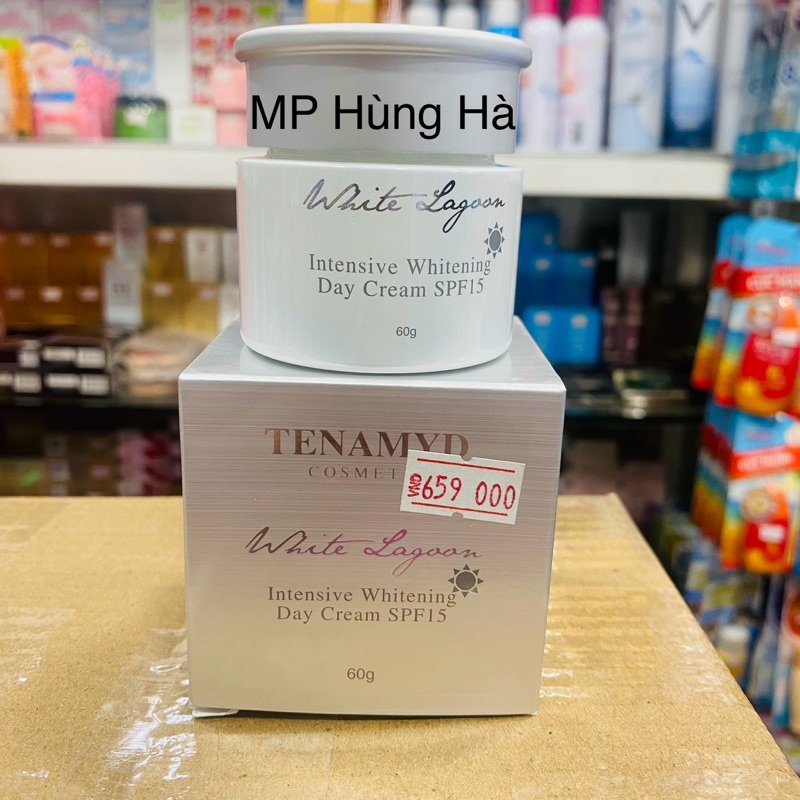 MP Hùng Hà
White Lagoon
Intensive Whitening
Day Cream SPF15
60g
TENAMYD
COSMET
VND 659 000
White Lagoon
Intensive Whitening
Day Cream SPF15
60g